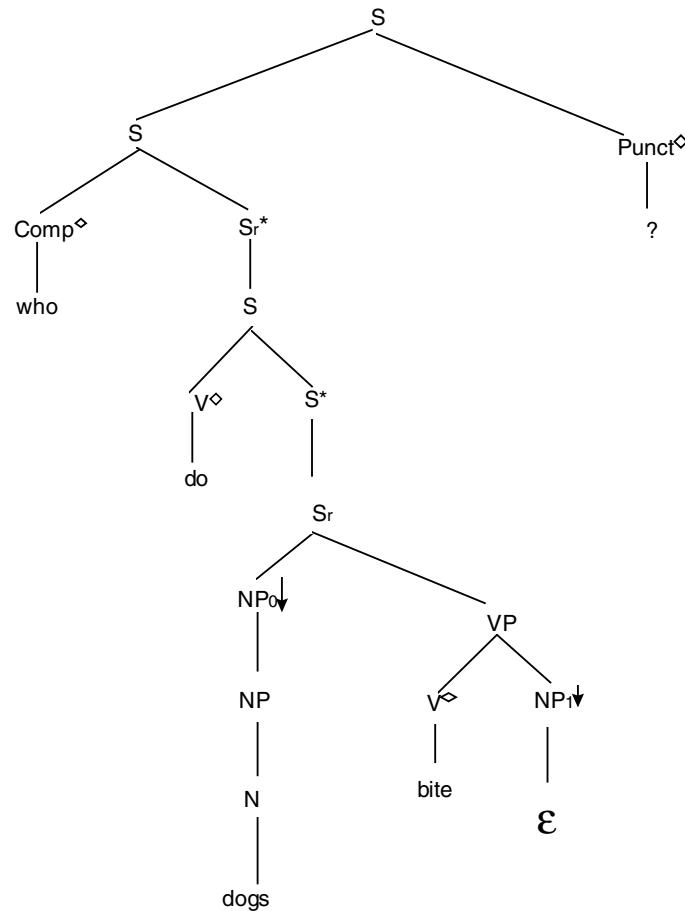 S
S
Punct◇
Comp◇
Sr*
?
who
S
V◇
S*
do
Sr
NP0↓
VP
NP
V◇
NP1↓
bite
N
ε
dogs